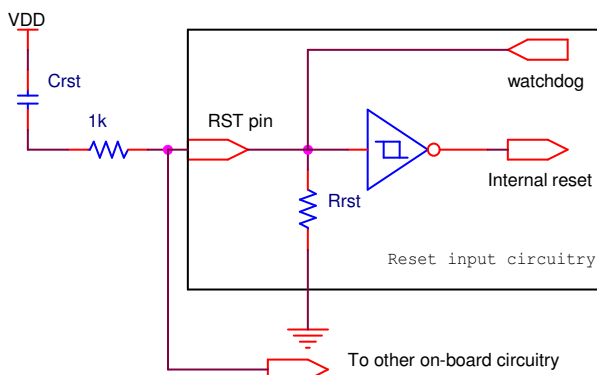 VDD
Crst
1k
RST pin
watchdog
Internal reset
Rrst
Reset input circuitry
To other on-board circuitry